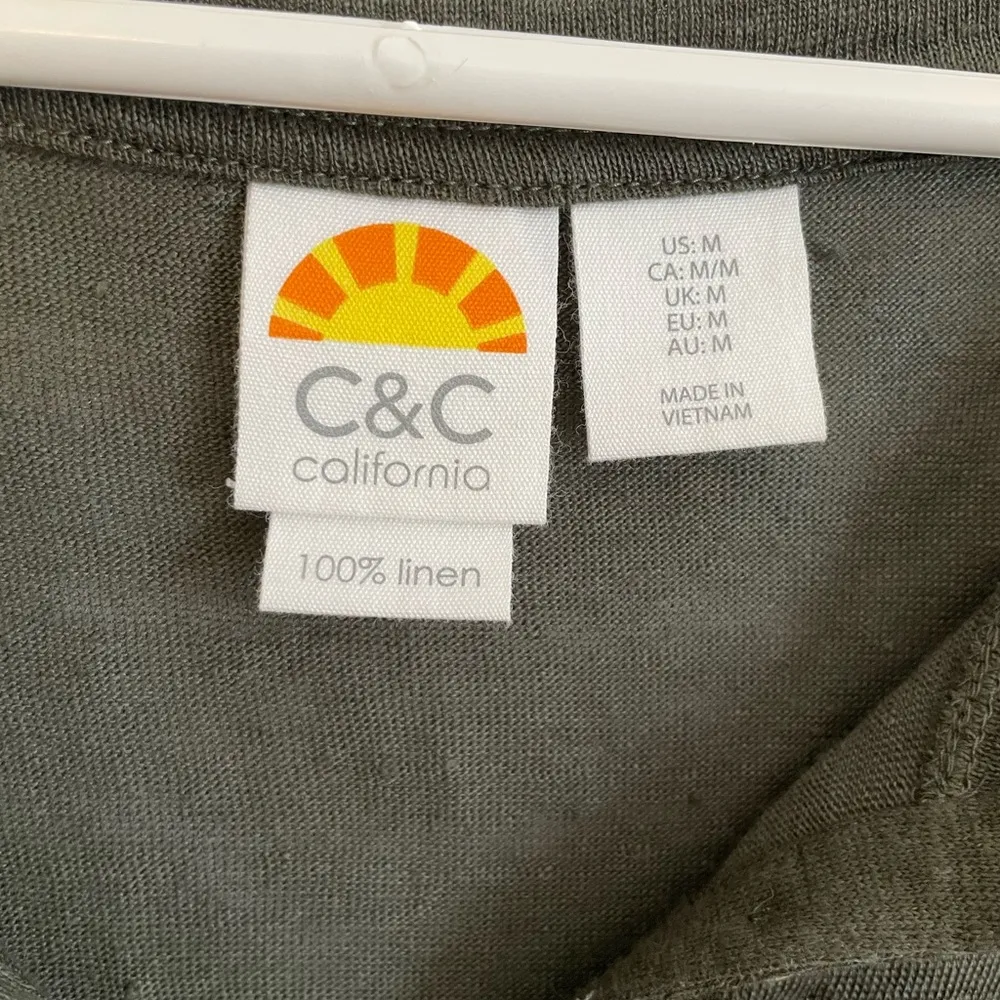 C&C
california
100% linen
US: M
CA: M/M
UK: M
EU: M
AU: M
MADE IN
VIETNAM